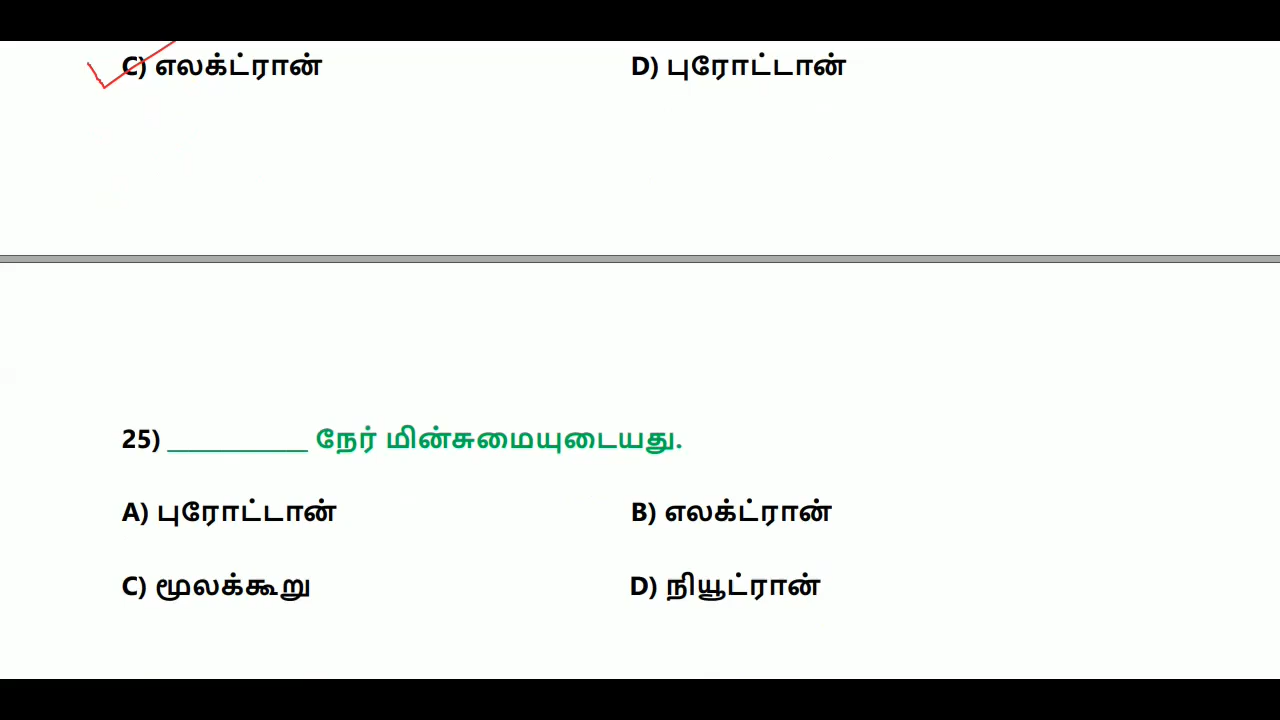 C) எலக்ட்ரான் D) புரோட்டான்
25) ___________ நேர் மின்சுமையுடையது.
A) புரோட்டான் B) எலக்ட்ரான்
C) மூலக்கூறு D) நியூட்ரான்